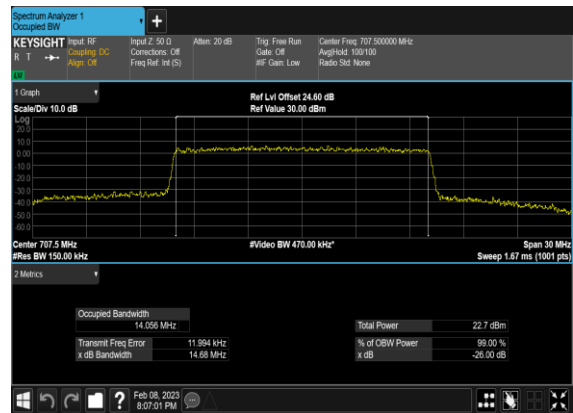 Spectrum Analyzer 1
Occupied BW
+
KEYSIGHT Input: RF Input Z: 50 Ω Atten: 20 dB Trig: Free Run Center Freq: 707.500000 MHz
R T Coupling: DC Corrections: Off Gate: Off Avg|Hold: 100/100
Align: Off Freq Ref: Int (S) #IF Gain: Low Radio Std: None
1 Graph
Ref Lvl Offset 24.60 dB
Scale/Div 10.0 dB Ref Value 30.00 dBm
Log
20.0
10.0
0.00
-10.0
-20.0
-30.0
-40.0
-50.0
-60.0
Center 707.5 MHz #Video BW 470.00 kHz* Span 30 MHz
#Res BW 150.00 kHz Sweep 1.67 ms (1001 pts)
2 Metrics
Occupied Bandwidth
14.056 MHz Total Power 22.7 dBm
Transmit Freq Error 11.994 kHz % of OBW Power 99.00 %
x dB Bandwidth 14.68 MHz x dB -26.00 dB
? Feb 08, 2023
8:07:01 PM